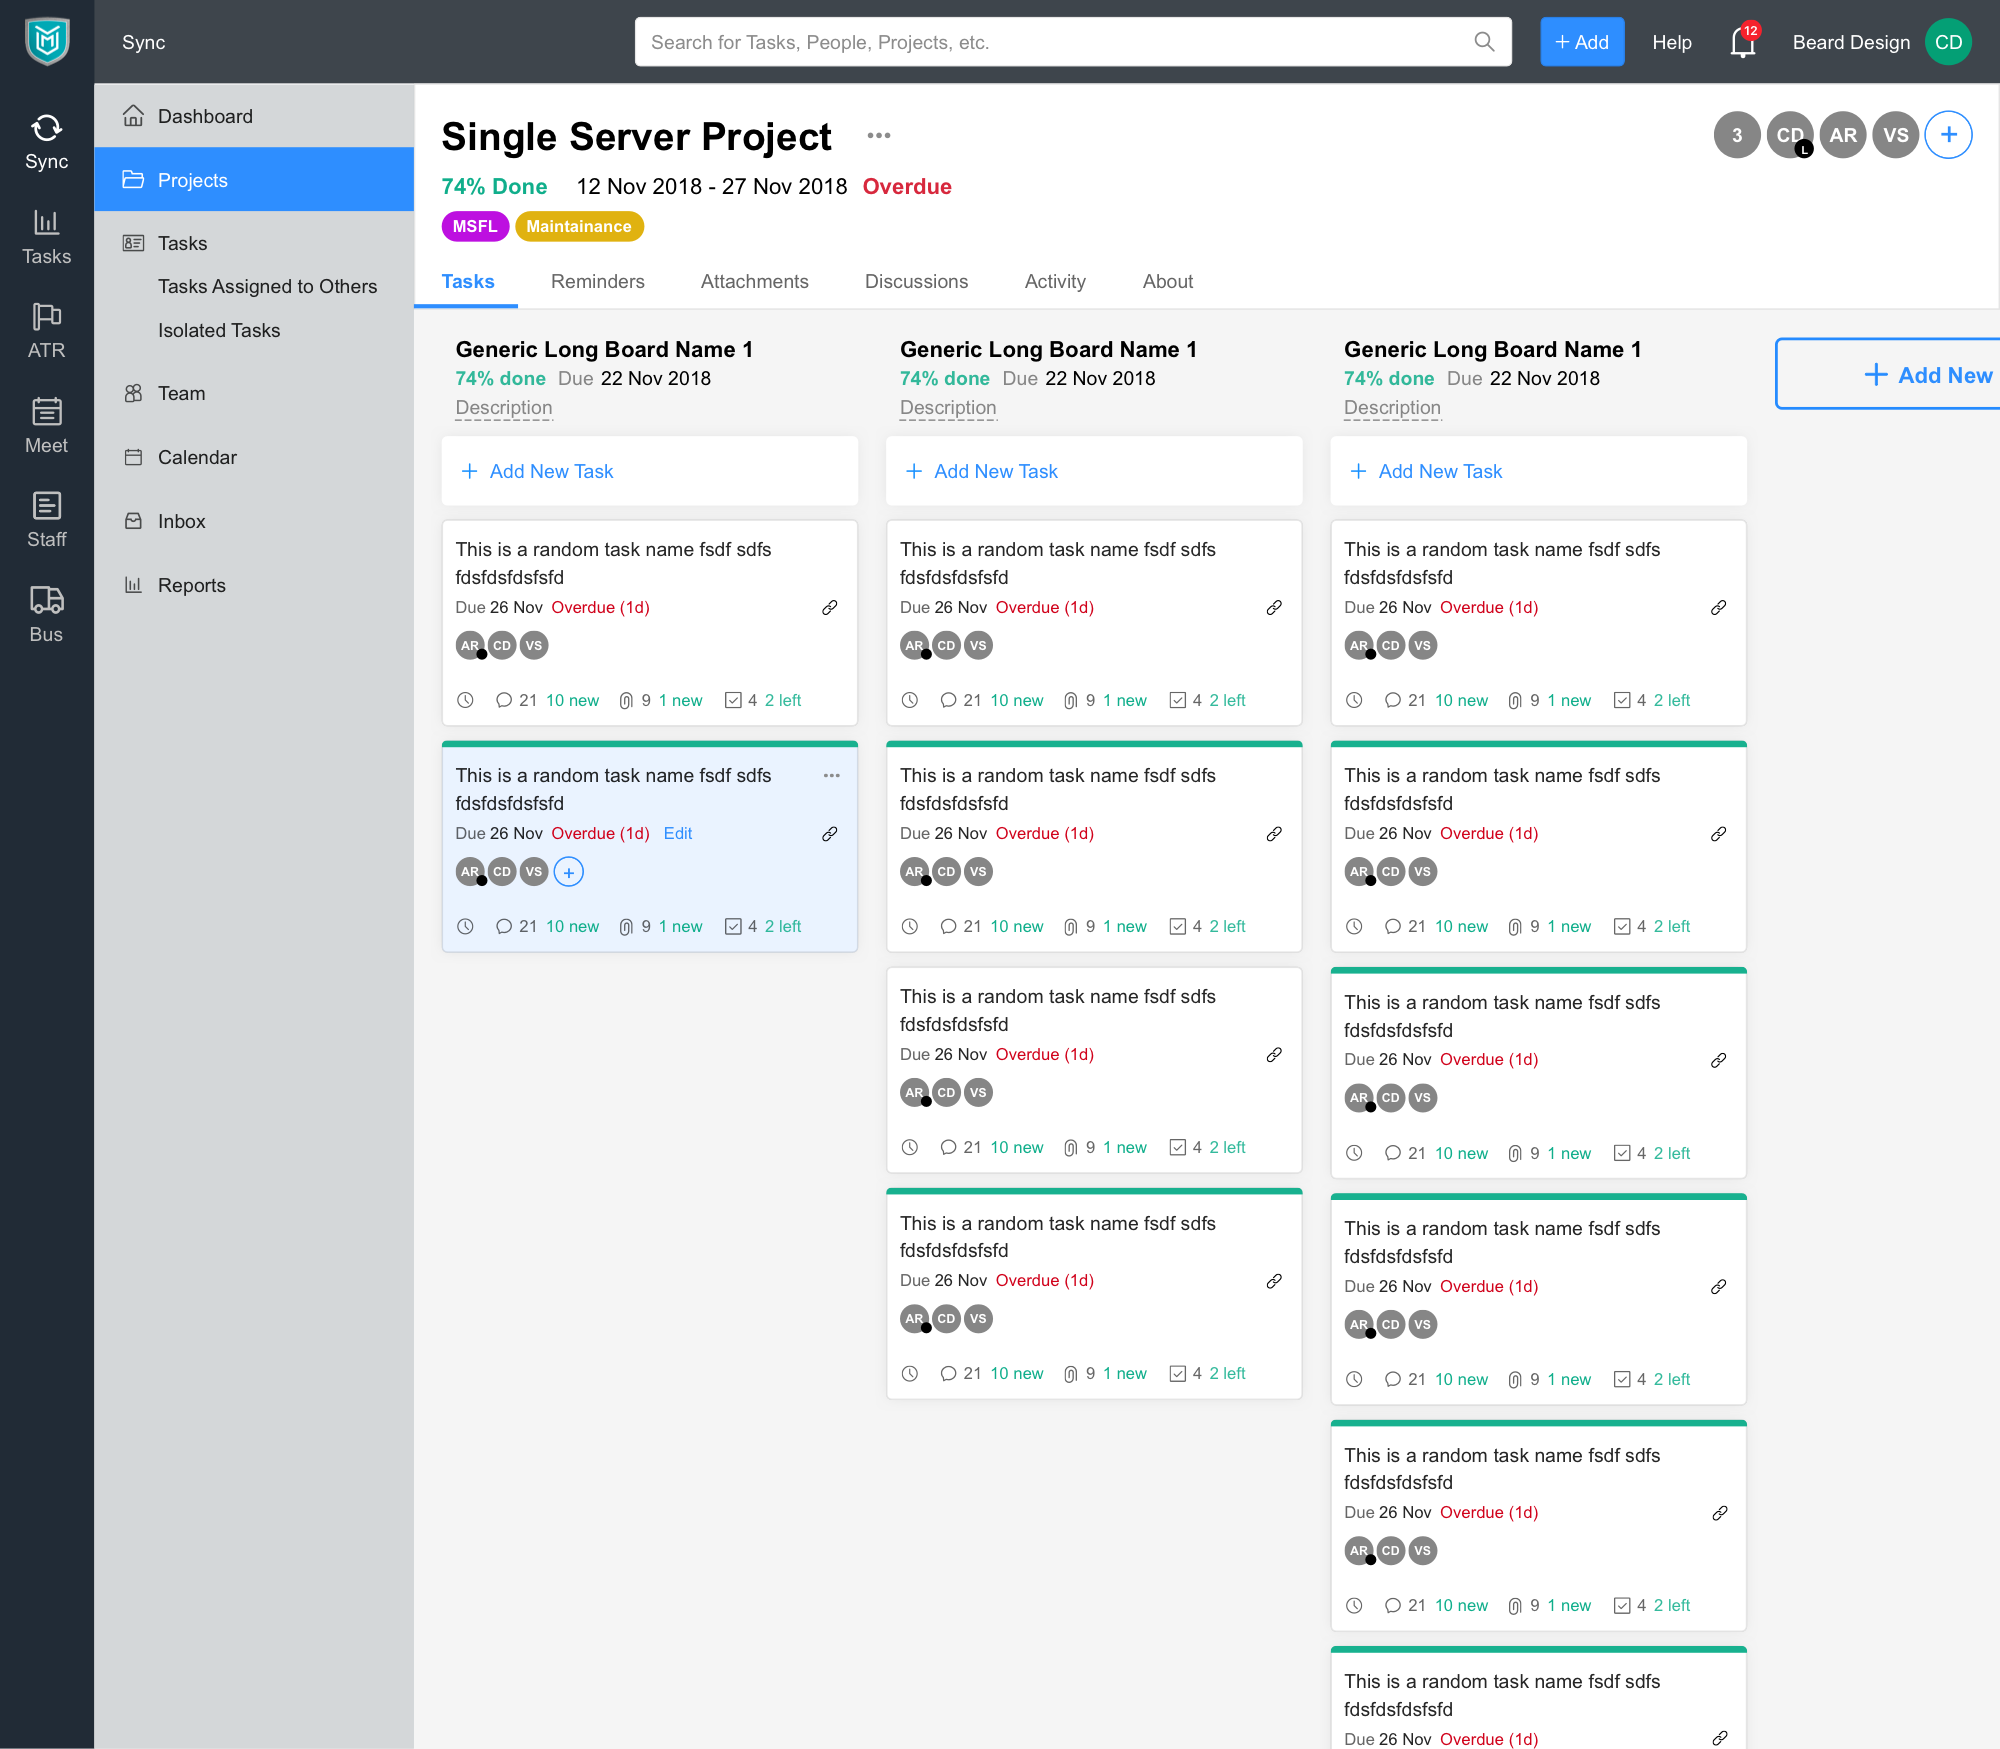 Sync
Search for Tasks, People, Projects, etc.
+ Add
Help
12
Beard Design
CD
Sync
Tasks
ATR
Meet
Staff
Bus
Dashboard
Projects
Tasks
Tasks Assigned to Others
Isolated Tasks
Team
Calendar
Inbox
Reports
Single Server Project
3 CD L AR VS +
74% Done 12 Nov 2018 - 27 Nov 2018 Overdue
MSFL Maintainance
Tasks Reminders Attachments Discussions Activity About
Generic Long Board Name 1
74% done Due 22 Nov 2018
Description
+ Add New Task
This is a random task name fsdf sdfs
fdsfdsfdsfsfd
Due 26 Nov Overdue (1d)
AR CD VS
21 10 new 9 1 new 4 2 left
This is a random task name fsdf sdfs
fdsfdsfdsfsfd
Due 26 Nov Overdue (1d) Edit
AR CD VS +
21 10 new 9 1 new 4 2 left
Generic Long Board Name 1
74% done Due 22 Nov 2018
Description
+ Add New Task
This is a random task name fsdf sdfs
fdsfdsfdsfsfd
Due 26 Nov Overdue (1d)
AR CD VS
21 10 new 9 1 new 4 2 left
This is a random task name fsdf sdfs
fdsfdsfdsfsfd
Due 26 Nov Overdue (1d)
AR CD VS
21 10 new 9 1 new 4 2 left
This is a random task name fsdf sdfs
fdsfdsfdsfsfd
Due 26 Nov Overdue (1d)
AR CD VS
21 10 new 9 1 new 4 2 left
This is a random task name fsdf sdfs
fdsfdsfdsfsfd
Due 26 Nov Overdue (1d)
AR CD VS
21 10 new 9 1 new 4 2 left
Generic Long Board Name 1
74% done Due 22 Nov 2018
Description
+ Add New Task
This is a random task name fsdf sdfs
fdsfdsfdsfsfd
Due 26 Nov Overdue (1d)
AR CD VS
21 10 new 9 1 new 4 2 left
This is a random task name fsdf sdfs
fdsfdsfdsfsfd
Due 26 Nov Overdue (1d)
AR CD VS
21 10 new 9 1 new 4 2 left
This is a random task name fsdf sdfs
fdsfdsfdsfsfd
Due 26 Nov Overdue (1d)
AR CD VS
21 10 new 9 1 new 4 2 left
This is a random task name fsdf sdfs
fdsfdsfdsfsfd
Due 26 Nov Overdue (1d)
AR CD VS
21 10 new 9 1 new 4 2 left
This is a random task name fsdf sdfs
fdsfdsfdsfsfd
Due 26 Nov Overdue (1d)
AR CD VS
21 10 new 9 1 new 4 2 left
This is a random task name fsdf sdfs
fdsfdsfdsfsfd
Due 26 Nov Overdue (1d)
+ Add New